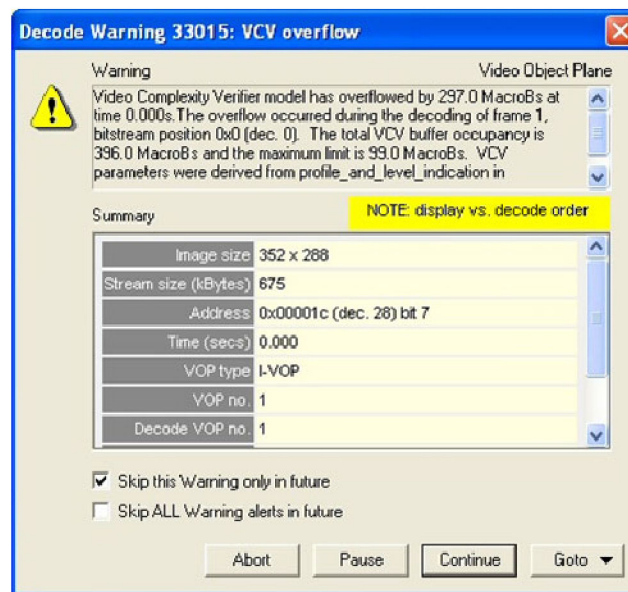 Decode Warning 33015: VCV overflow
Warning
Video Object Plane
Video Complexity Verifier model has overflowed by 297.0 MacroBs at
time 0.000s.The overflow occurred during the decoding of frame 1,
bitstream position 0x0 (dec. 0).  The total VCV buffer occupancy is
396.0 MacroBs and the maximum limit is 99.0 MacroBs.  VCV
parameters were derived from profile_and_level_indication in
Summary
NOTE: display vs. decode order
Image size 352 x 288
Stream size (kBytes) 675
Address 0x00001c (dec. 28) bit 7
Time (secs) 0.000
VOP type I-VOP
VOP no. 1
Decode VOP no. 1
Skip this Warning only in future
Skip ALL Warning alerts in future
Abort
Pause
Continue
Goto